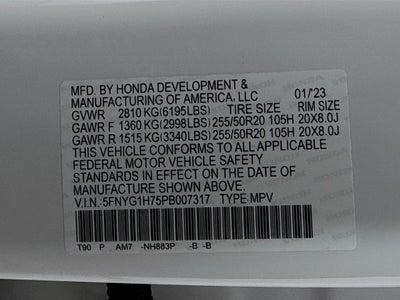 MFD. BY HONDA DEVELOPMENT &
MANUFACTURING OF AMERICA, LLC 01/'23
GVWR 2810 KG(6195LBS) TIRE SIZE RIM SIZE
GAWR F 1360 KG(2998LBS) 255/50R20 105H 20X8.0J
GAWR R 1515 KG(3340LBS) 255/50R20 105H 20X8.0J
THIS VEHICLE CONFORMS TO ALL APPLICABLE
FEDERAL MOTOR VEHICLE SAFETY
STANDARDS IN EFFECT ON THE DATE OF
MANUFACTURE SHOWN ABOVE.
V.I.N.:5FNYG1H75PB007317 TYPE:MPV
T90 P AM7 -NH883P -B -B